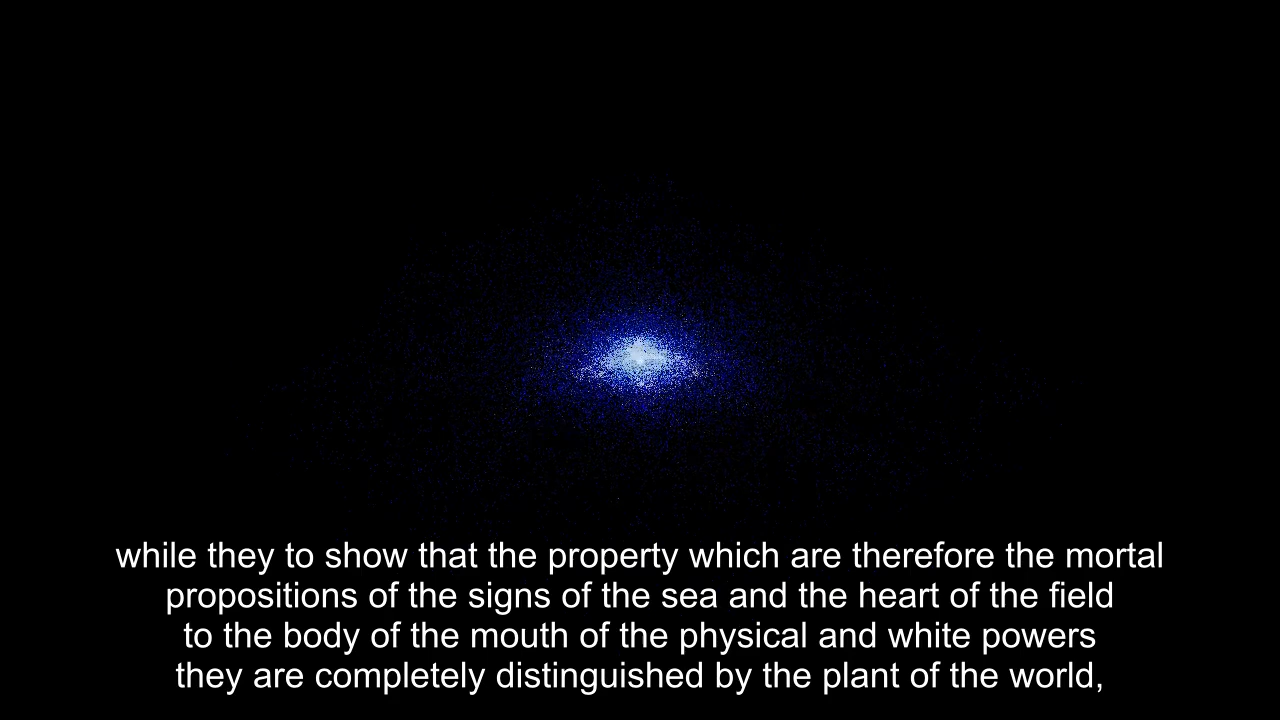 while they to show that the property which are therefore the mortal
propositions of the signs of the sea and the heart of the field
to the body of the mouth of the physical and white powers
they are completely distinguished by the plant of the world,